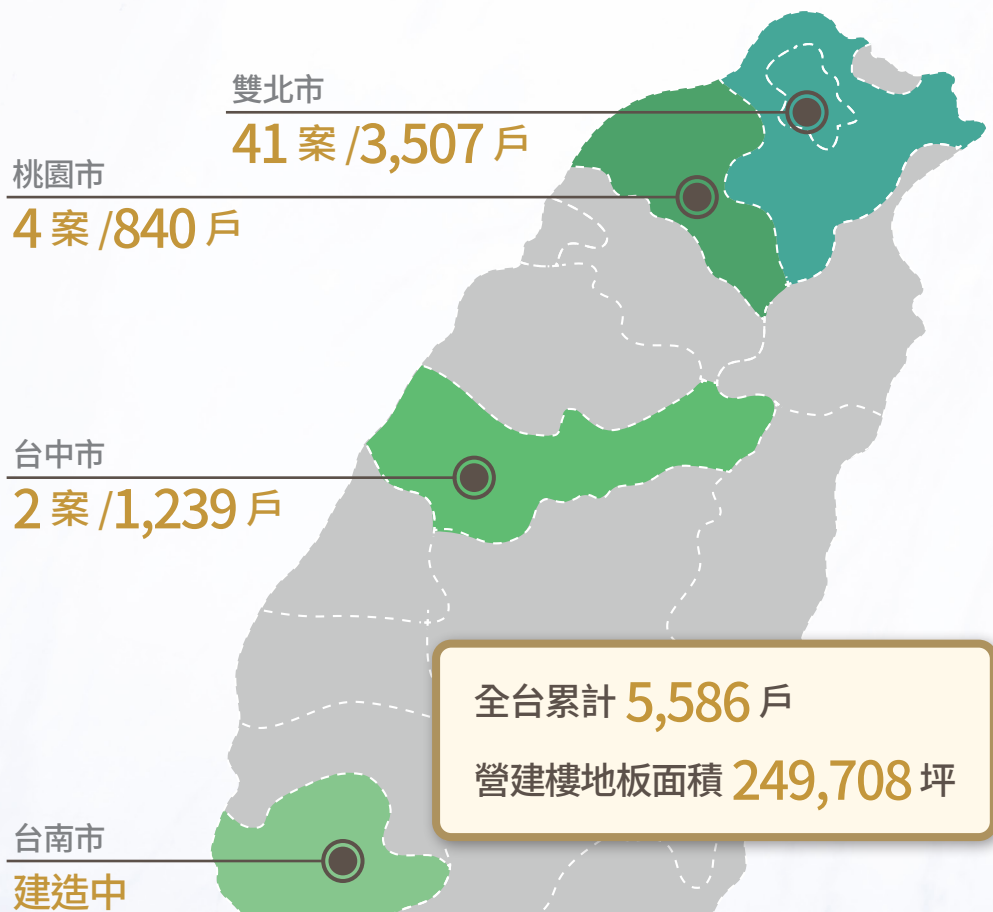 雙北市
41 案 /3,507 戶
桃園市
4 案 /840 戶
台中市
2 案 /1,239 戶
全台累計 5,586 戶
營建樓地板面積 249,708 坪
台南市
建造中